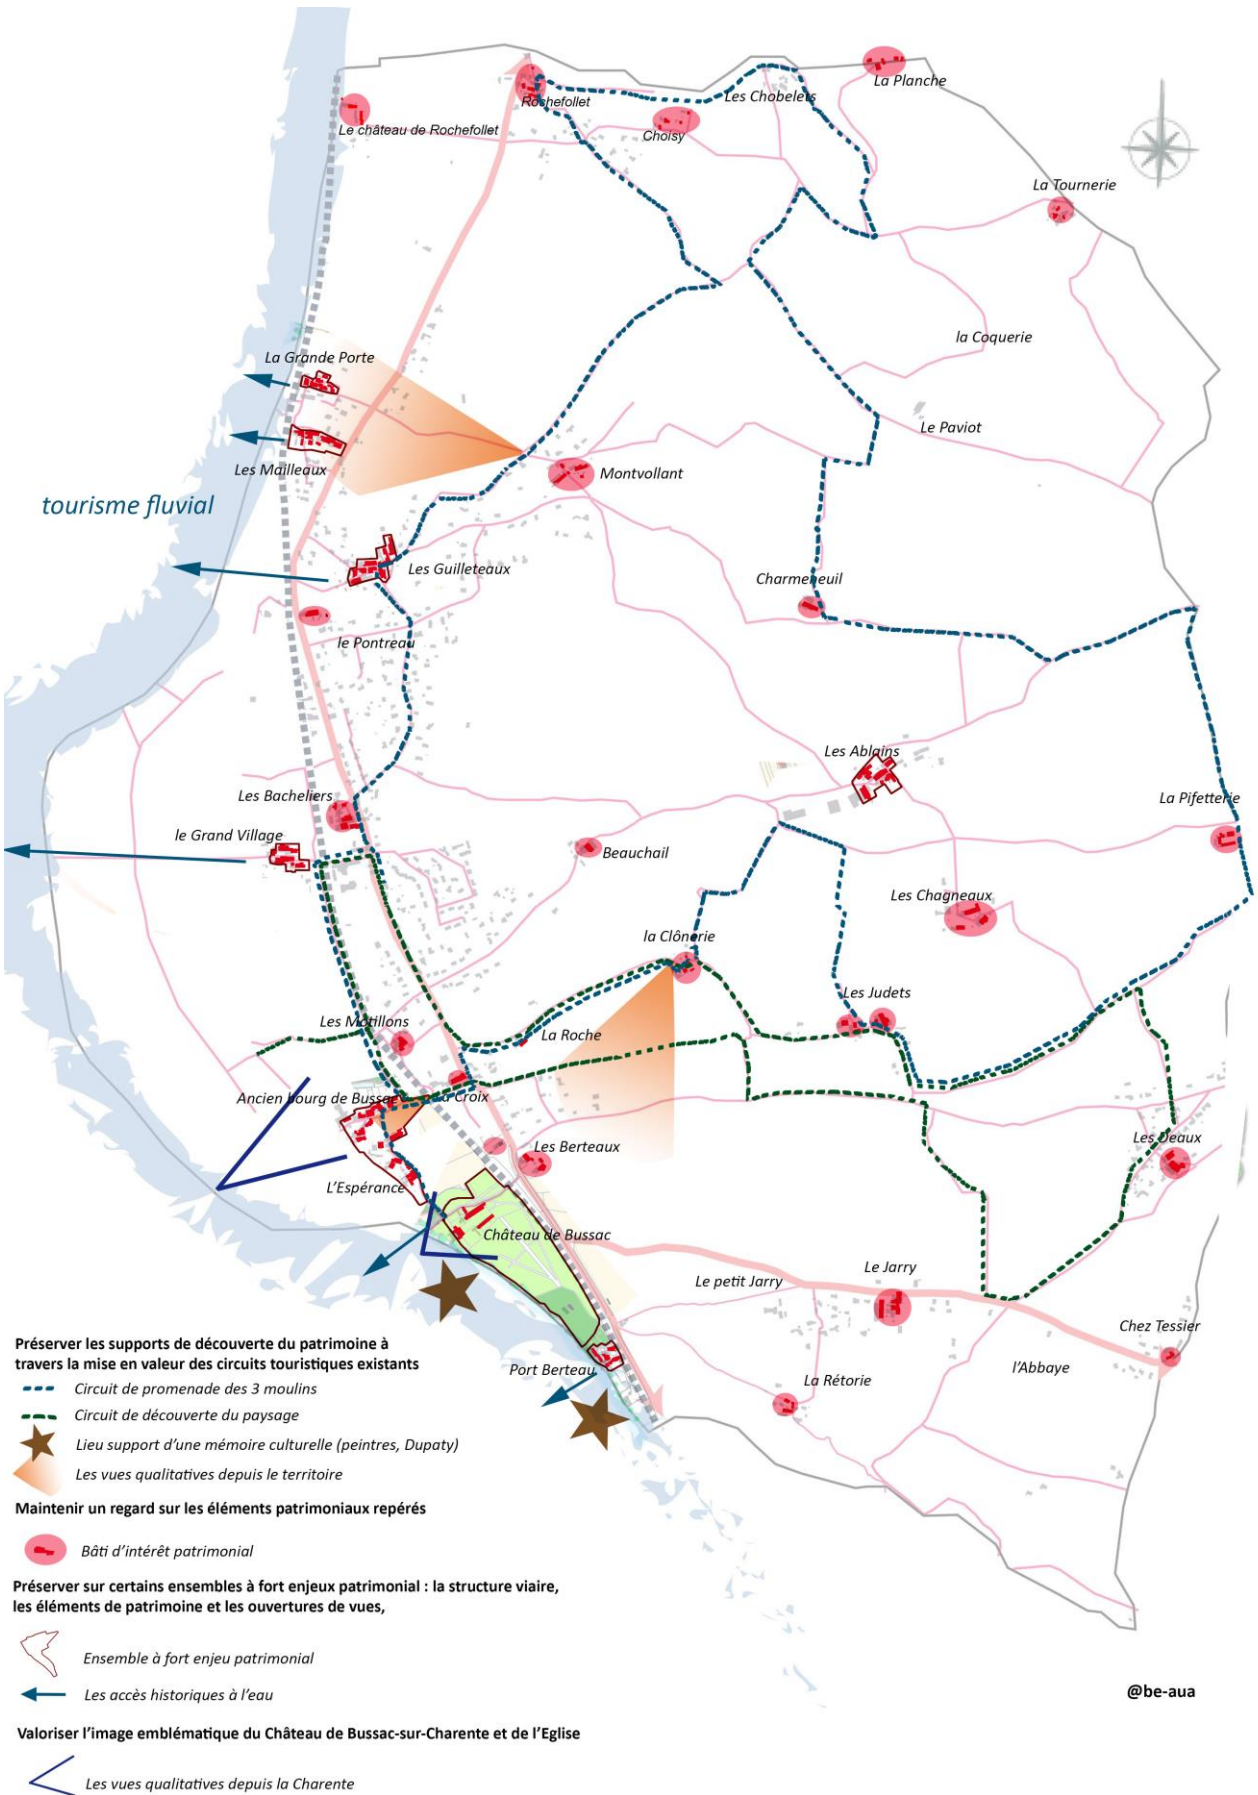 La Planche
Les Chobelets
Rochefollet
Le château de Rochefollet
Choisy
La Tournerie
la Coquerie
La Grande Porte
Le Paviot
Les Mailleaux
Montvollant
tourisme fluvial
Les Guilleteaux
Charmeneuil
le Pontreau
Les Ablains
Les Bacheliers
La Pifetterie
le Grand Village
Beauchail
Les Chagneaux
la Clônerie
Les Judets
Les Motillons
La Roche
Ancien bourg de Bussac
Croix
Les Deaux
Les Berteaux
L'Espérance
Château de Bussac
Le Jarry
Le petit Jarry
Chez Tessier
l'Abbaye
Port Berteau
La Rétorie
Préserver les supports de découverte du patrimoine à
travers la mise en valeur des circuits touristiques existants
Circuit de promenade des 3 moulins
Circuit de découverte du paysage
Lieu support d'une mémoire culturelle (peintres, Dupaty)
Les vues qualitatives depuis le territoire
Maintenir un regard sur les éléments patrimoniaux repérés
Bâti d'intérêt patrimonial
Préserver sur certains ensembles à fort enjeux patrimonial : la structure viaire,
les éléments de patrimoine et les ouvertures de vues,
Ensemble à fort enjeu patrimonial
Les accès historiques à l'eau
@be-aua
Valoriser l'image emblématique du Château de Bussac-sur-Charente et de l'Eglise
Les vues qualitatives depuis la Charente